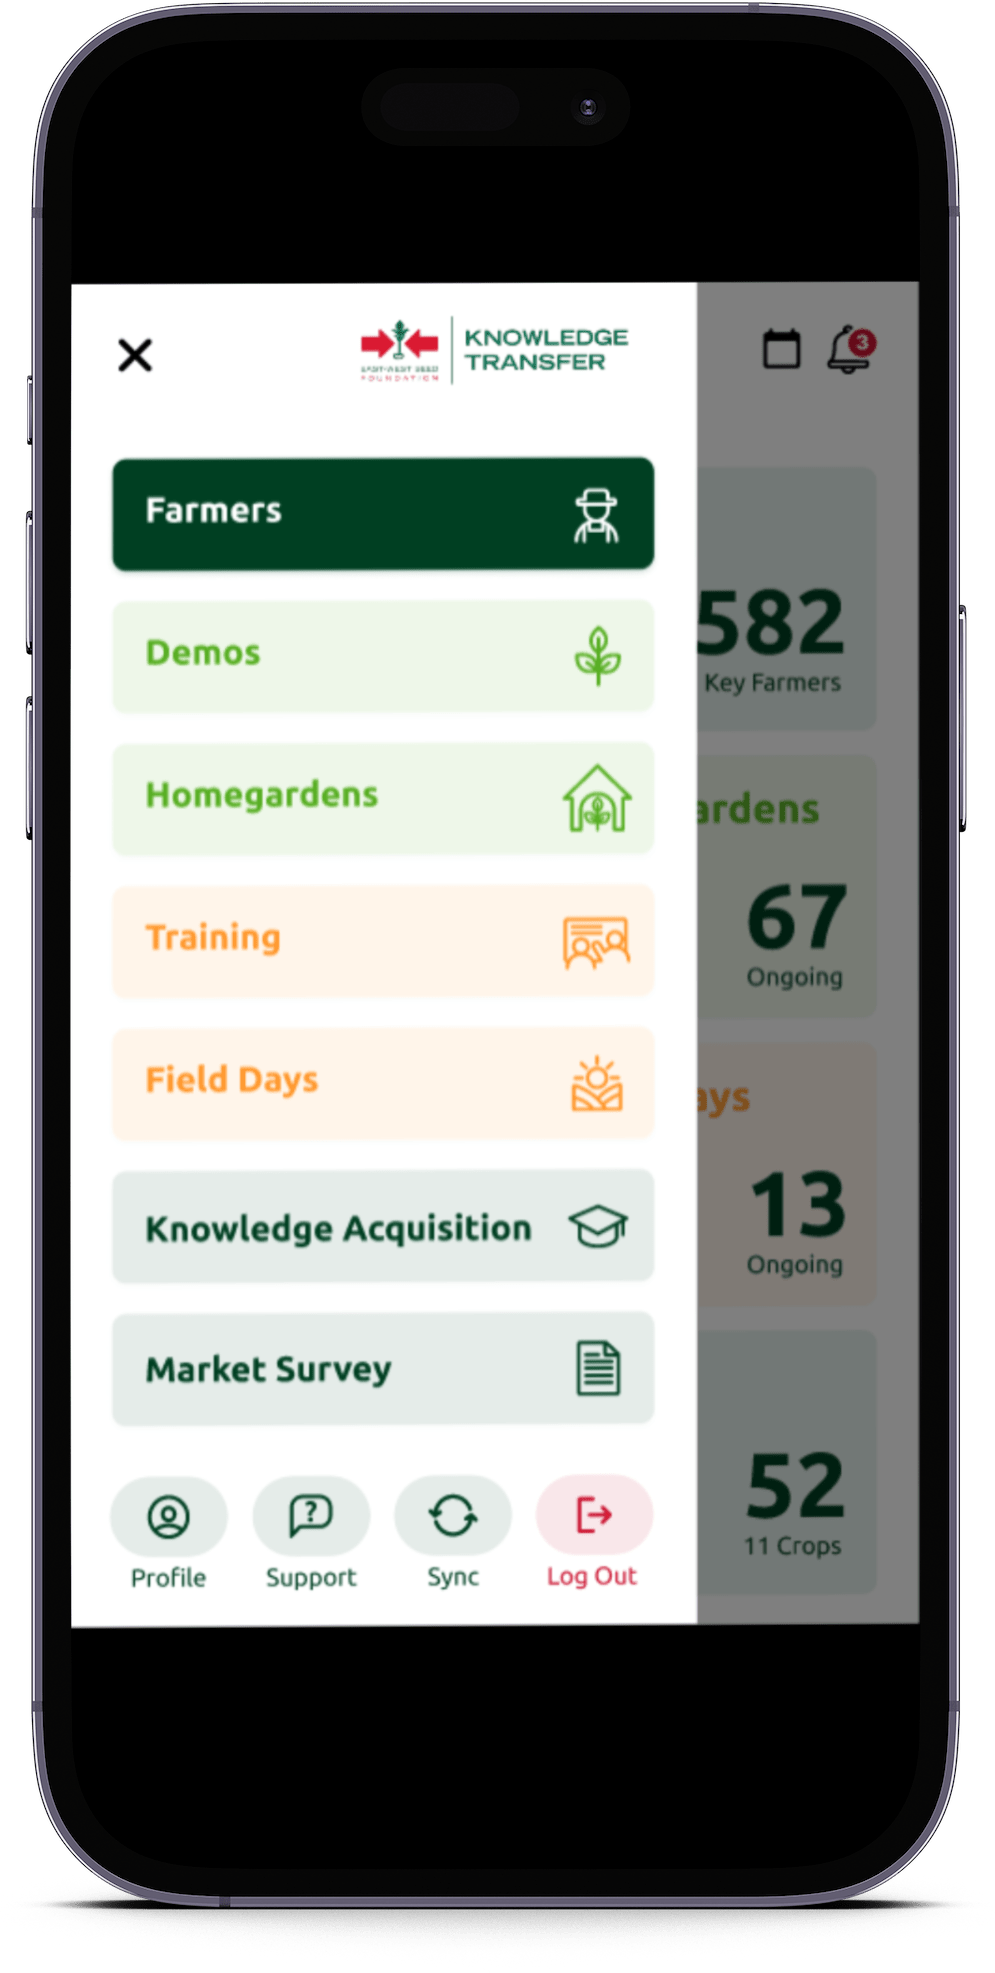 KNOWLEDGE
TRANSFER
EAST-WEST SEED
FOUNDATION
3
Farmers
Demos
Homegardens
Training
Field Days
Knowledge Acquisition
Market Survey
Profile
Support
Sync
Log Out
582
Key Farmers
ardens
67
Ongoing
ays
13
Ongoing
52
11 Crops